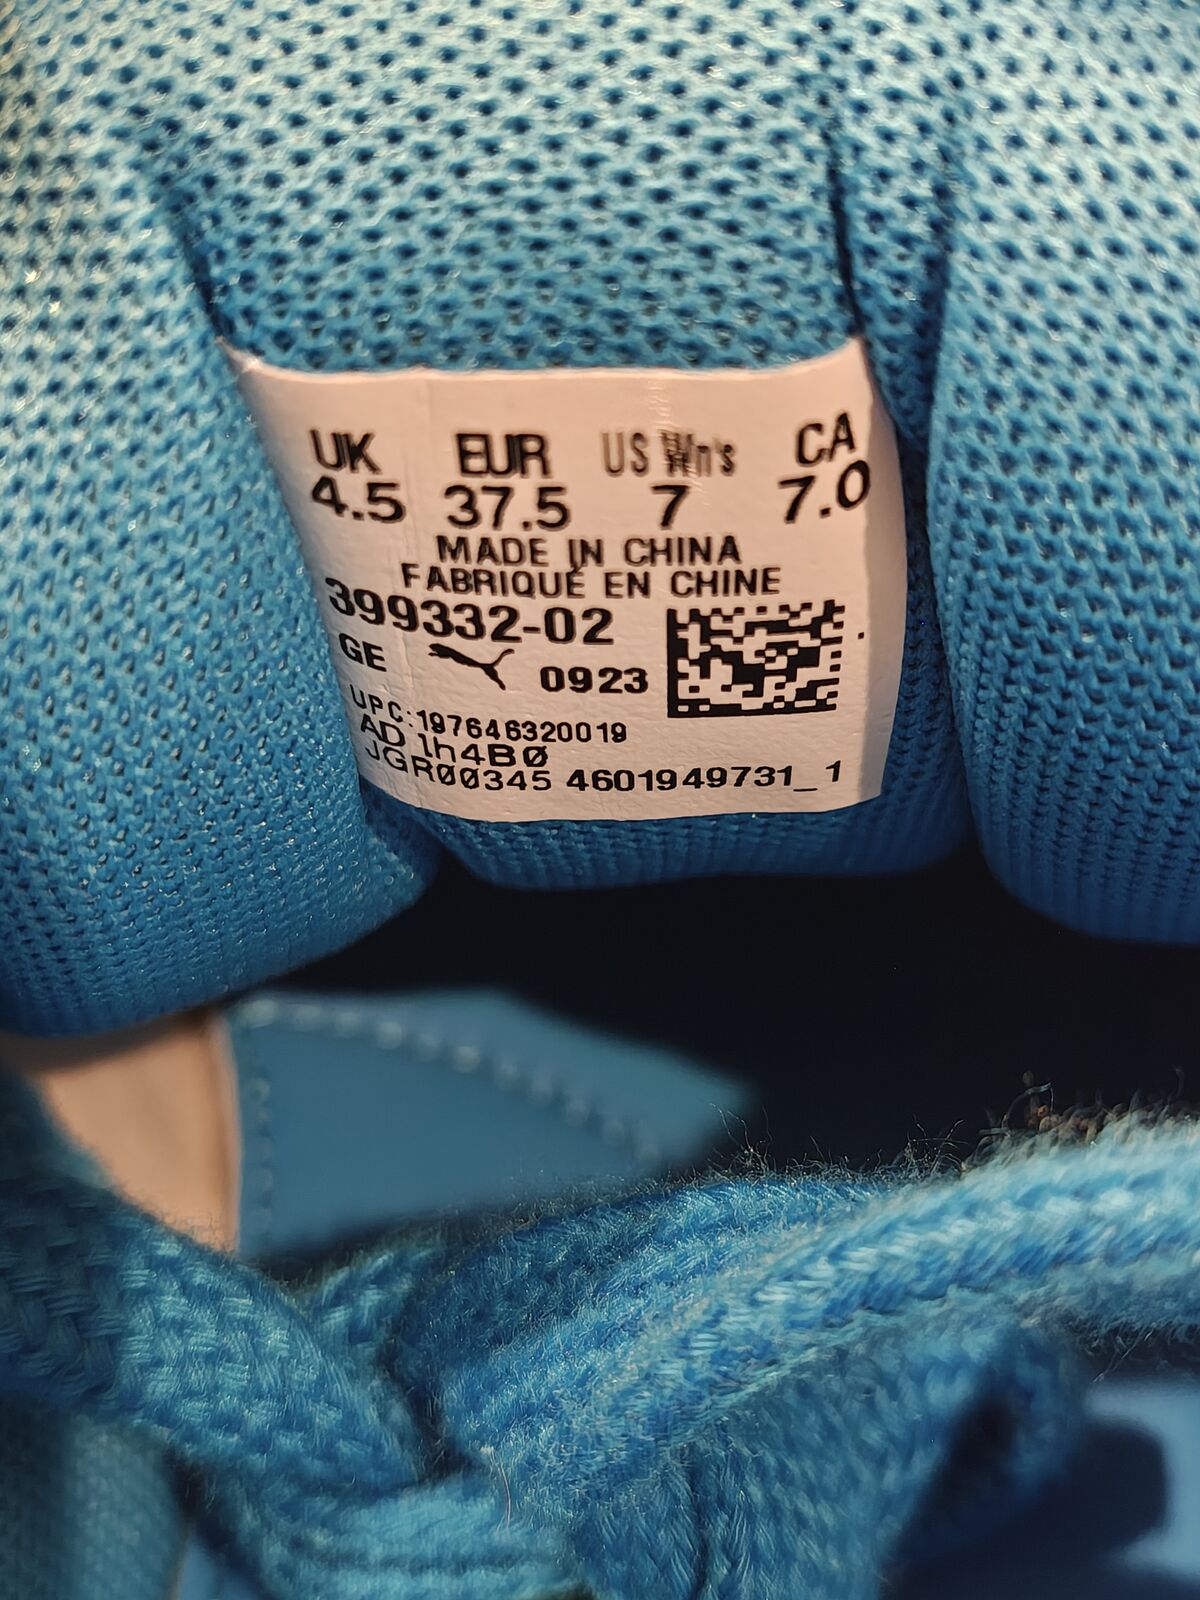 UK EUR US Wn's CA
4.5 37.5 7 7.0
MADE IN CHINA
FABRIQUÉ EN CHINE
399332-02
GE 0923
UPC:197646320019
AD 1h4B0
JGR00345 4601949731_1